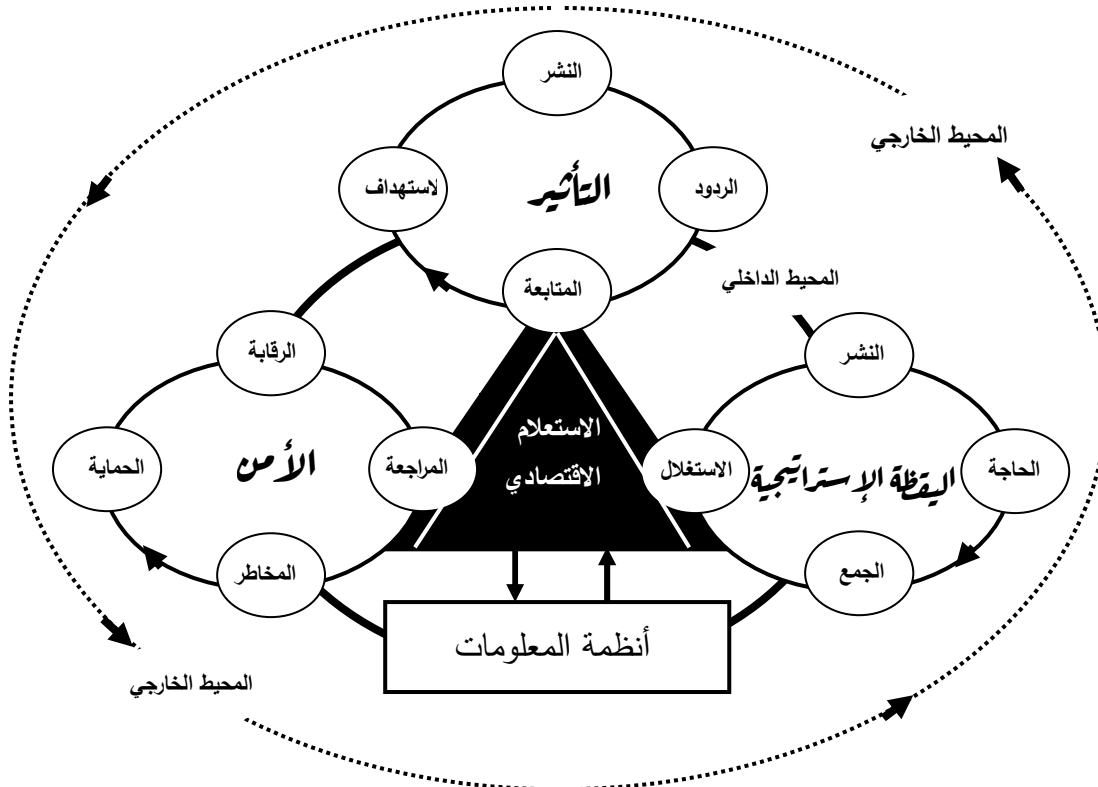 النشر
المحيط الخارجي
الاستهداف
التأثير
الردود
المحيط الداخلي
المتابعة
الرقابة
النشر
الاستعلام
الاقتصادي
الحماية
الأمن
المراجعة
الاستغلال
اليقظة الإستراتيجية
الحاجة
المخاطر
الجمع
أنظمة المعلومات
المحيط الخارجي